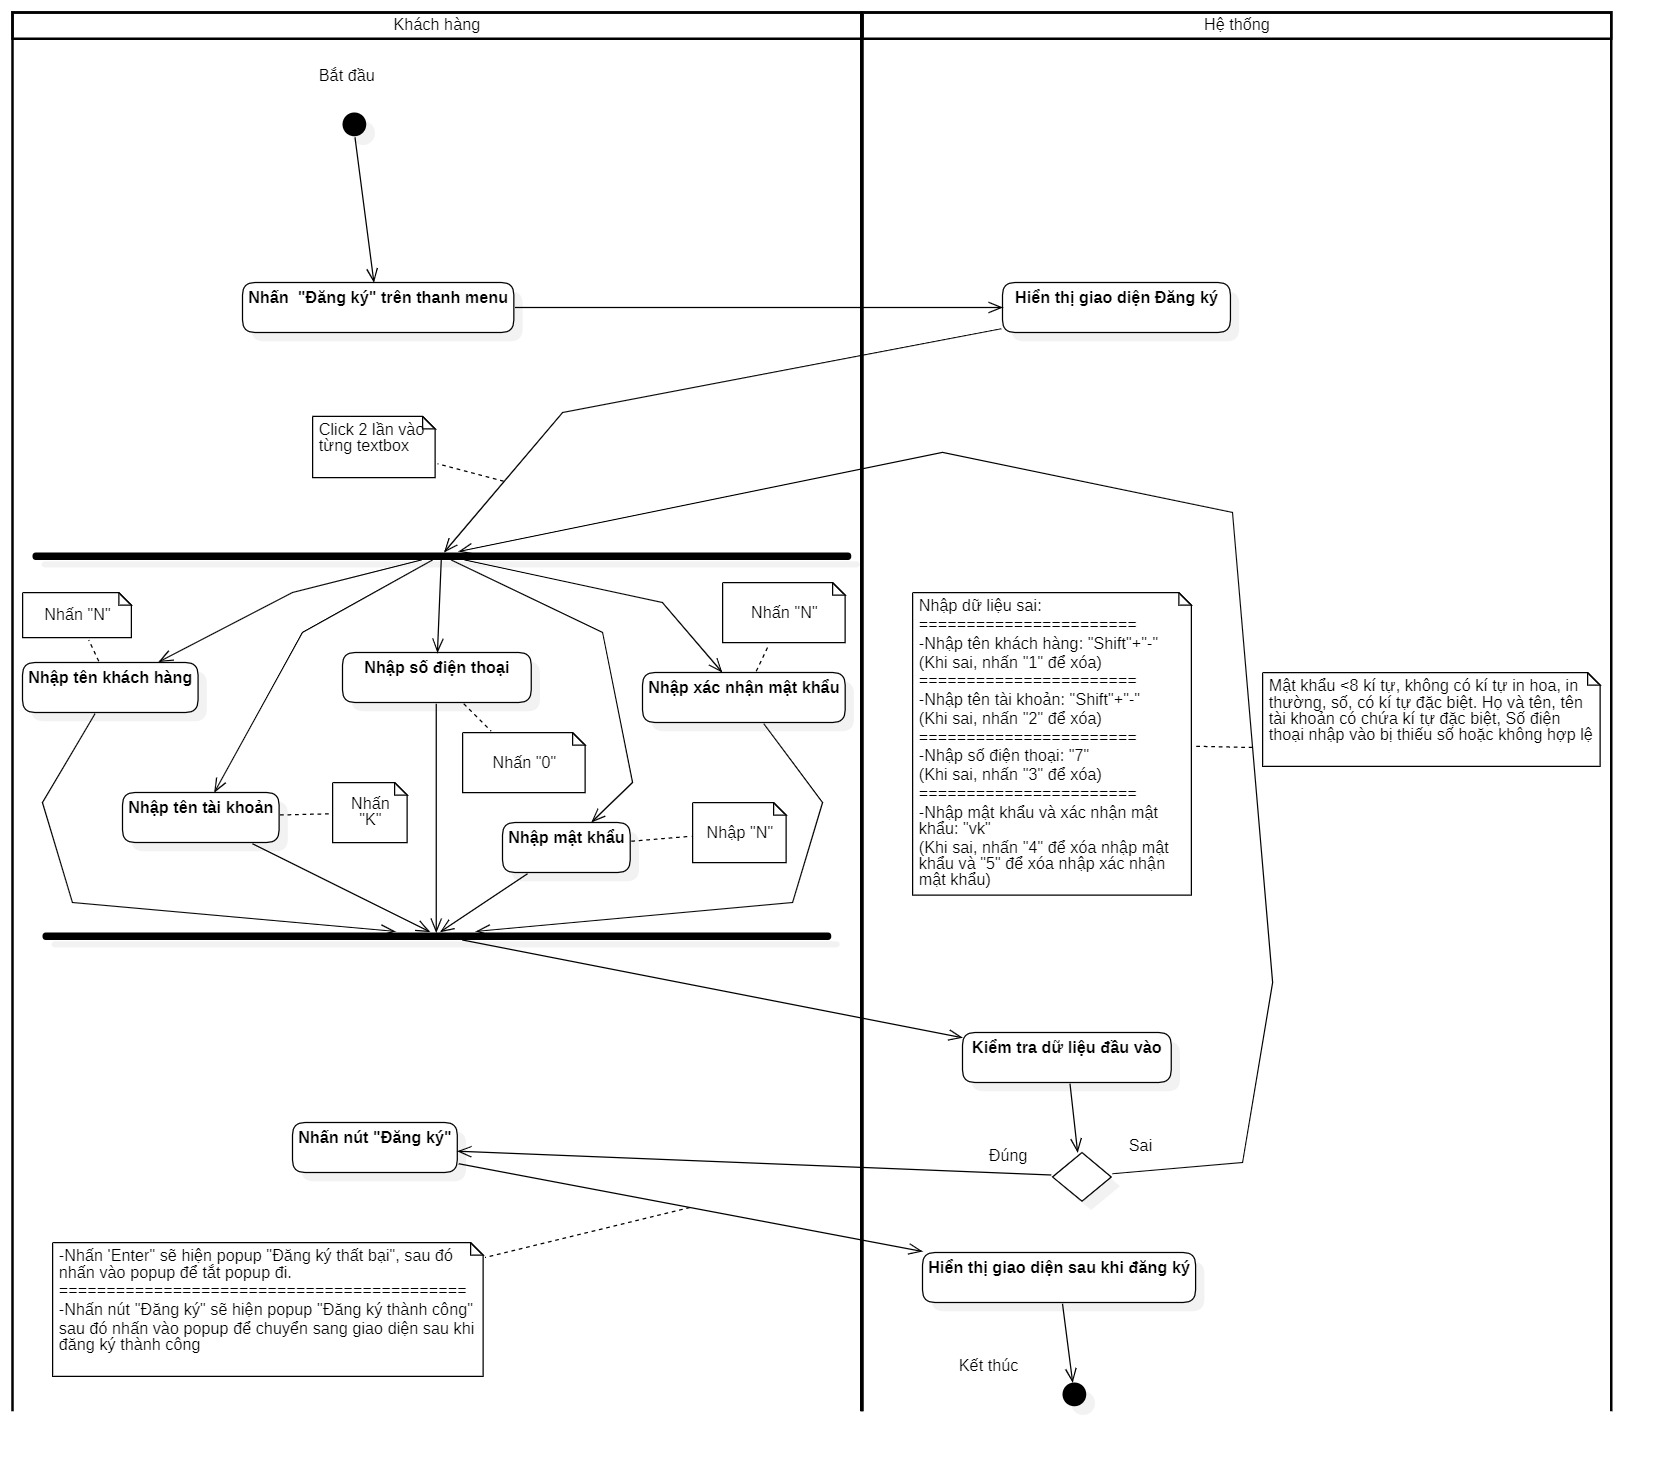 Khách hàng
Hệ thống
Bắt đầu
Nhấn  "Đăng ký" trên thanh menu
Hiển thị giao diện Đăng ký
Click 2 lần vào
từng textbox
Nhấn "N"
Nhấn "N"
Nhập tên khách hàng
Nhập số điện thoại
Nhập xác nhận mật khẩu
Nhấn "0"
Nhập tên tài khoản
Nhấn
"K"
Nhập mật khẩu
Nhập "N"
Nhập dữ liệu sai:
=======================
-Nhập tên khách hàng: "Shift"+"-"
(Khi sai, nhấn "1" để xóa)
=======================
-Nhập tên tài khoản: "Shift"+"-"
(Khi sai, nhấn "2" để xóa)
=======================
-Nhập số điện thoại: "7"
(Khi sai, nhấn "3" để xóa)
=======================
-Nhập mật khẩu và xác nhận mật
khẩu: "vk"
(Khi sai, nhấn "4" để xóa nhập mật
khẩu và "5" để xóa nhập xác nhận
mật khẩu)
Mật khẩu <8 kí tự, không có kí tự in hoa, in
thường, số, có kí tự đặc biệt. Họ và tên, tên
tài khoản có chứa kí tự đặc biệt, Số điện
thoại nhập vào bị thiếu số hoặc không hợp lệ
Kiểm tra dữ liệu đầu vào
Nhấn nút "Đăng ký"
Đúng
Sai
-Nhấn 'Enter" sẽ hiện popup "Đăng ký thất bại", sau đó
nhấn vào popup để tắt popup đi.
===========================================
-Nhấn nút "Đăng ký" sẽ hiện popup "Đăng ký thành công"
sau đó nhấn vào popup để chuyển sang giao diện sau khi
đăng ký thành công
Hiển thị giao diện sau khi đăng ký
Kết thúc